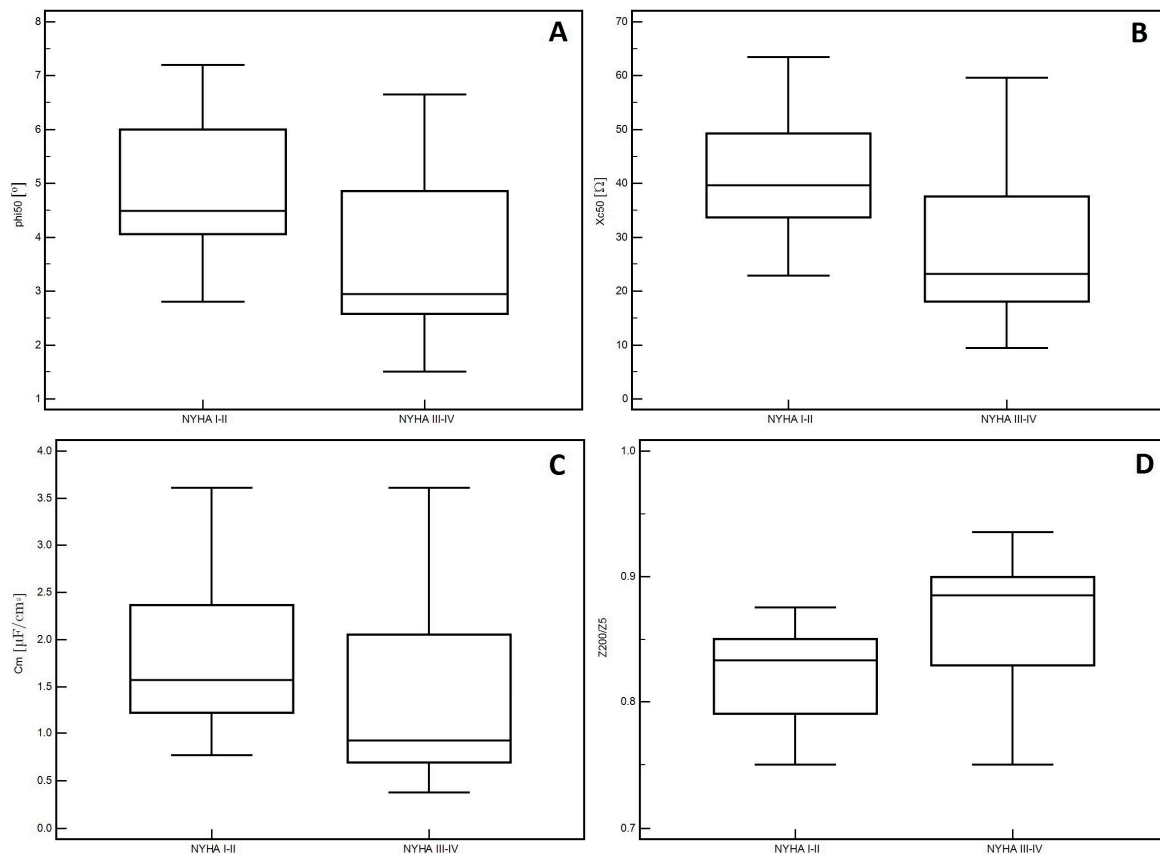 A
8
7
6
5
4
3
2
1
phi50 [°]
NYHA I-II
NYHA III-IV
B
70
60
50
40
30
20
10
0
Xc50 [Ω]
NYHA I-II
NYHA III-IV
C
4.0
3.5
3.0
2.5
2.0
1.5
1.0
0.5
0.0
Cm [µF/cm²]
NYHA I-II
NYHA III-IV
D
1.0
0.9
0.8
0.7
Z200/Z5
NYHA I-II
NYHA III-IV